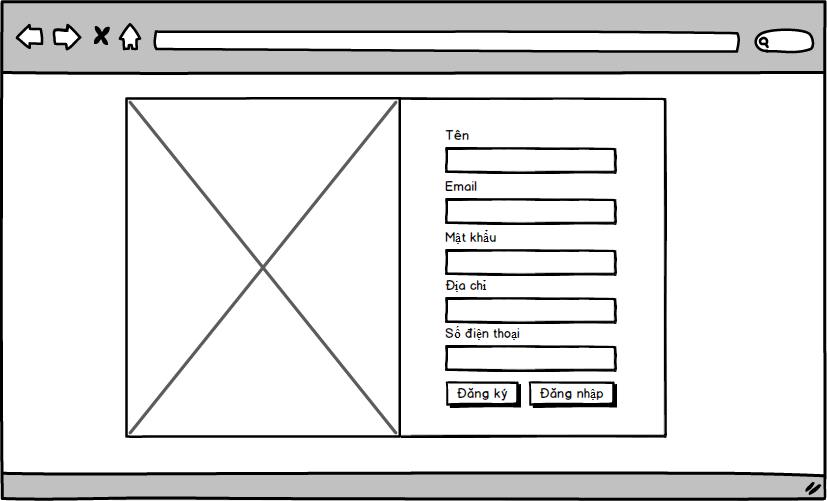 Tên
Email
Mật khẩu
Địa chỉ
Số điện thoại
Đăng ký
Đăng nhập